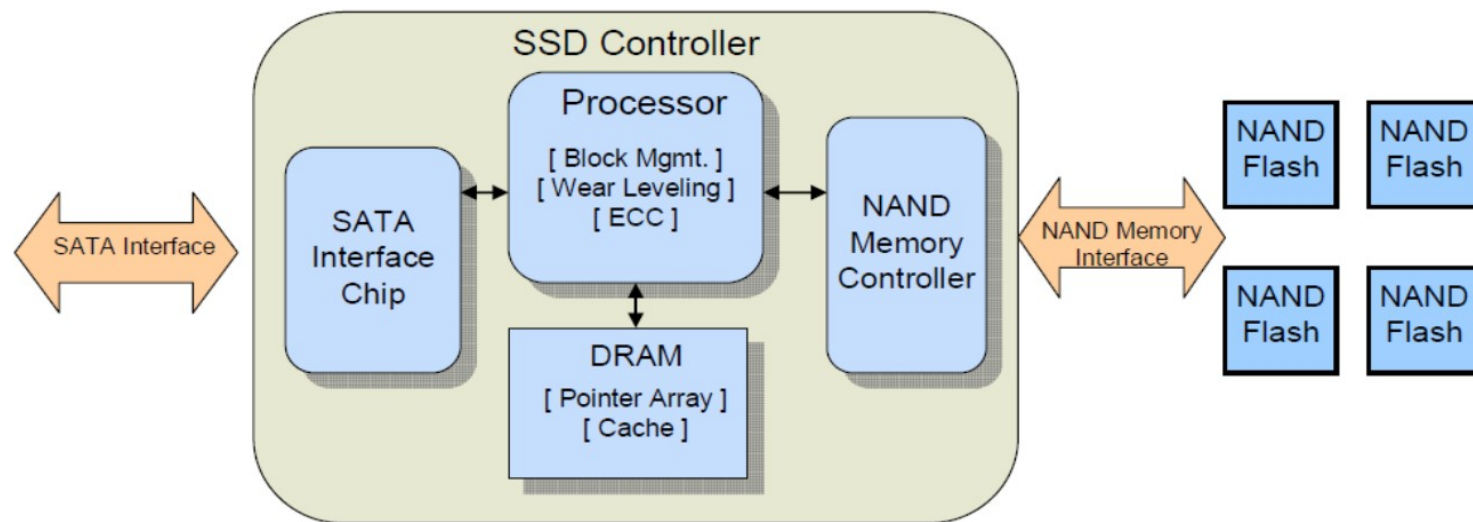 SSD Controller
SATA Interface
SATA
Interface
Chip
Processor
[ Block Mgmt. ]
[ Wear Leveling ]
[ ECC ]
DRAM
[ Pointer Array ]
[ Cache ]
NAND
Memory
Controller
NAND Memory
Interface
NAND
Flash
NAND
Flash
NAND
Flash
NAND
Flash